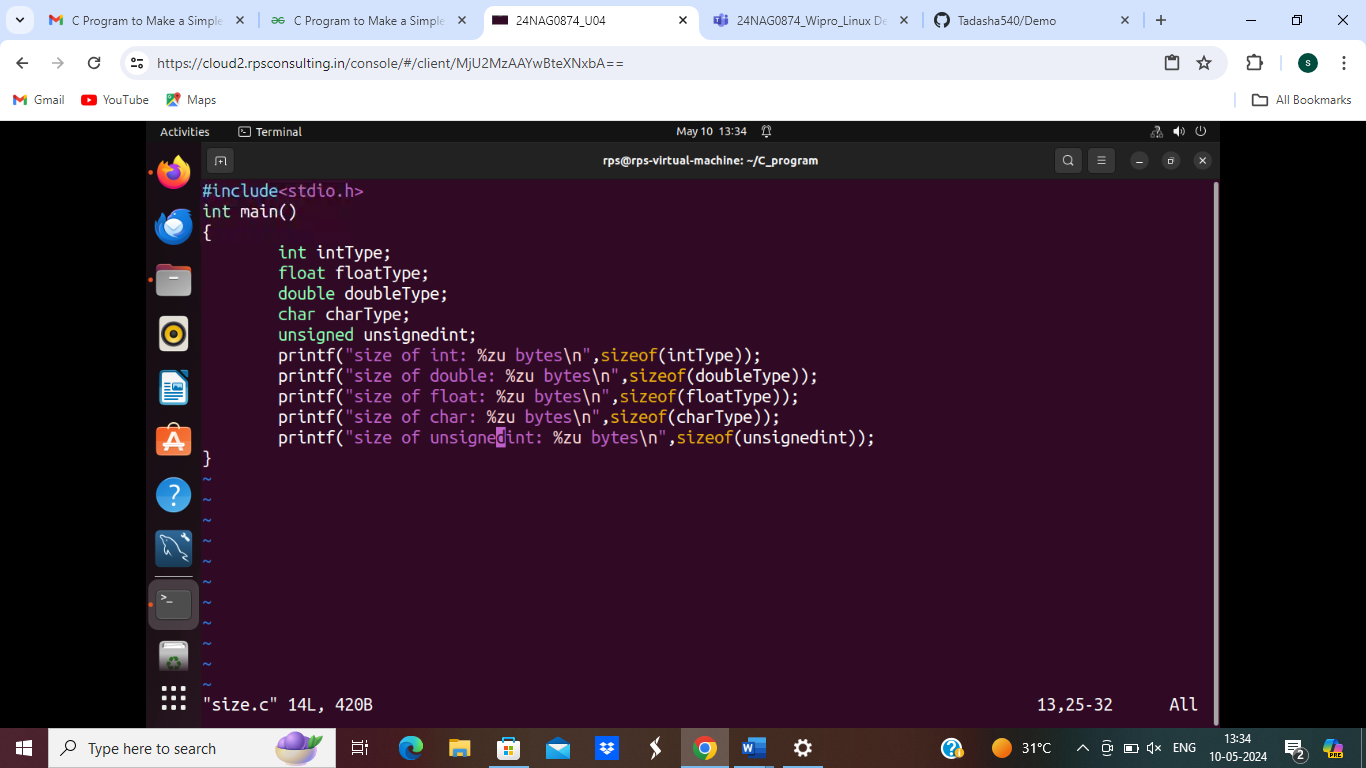 C Program to Make a Simple
C Program to Make a Simple
24NAG0874_U04
24NAG0874_Wipro_Linux De
Tadasha540/Demo
https://cloud2.rpsconsulting.in/console/#/client/MjU2MzAAYwBteXNxbA==
S
Gmail
YouTube
Maps
All Bookmarks
Activities
Terminal
May 10 13:34
rps@rps-virtual-machine: ~/C_program
#include<stdio.h>
int main()
{
        int intType;
        float floatType;
        double doubleType;
        char charType;
        unsigned unsignedint;
        printf("size of int: %zu bytes\n",sizeof(intType));
        printf("size of double: %zu bytes\n",sizeof(doubleType));
        printf("size of float: %zu bytes\n",sizeof(floatType));
        printf("size of char: %zu bytes\n",sizeof(charType));
        printf("size of unsignedint: %zu bytes\n",sizeof(unsignedint));
}
~
~
~
~
~
~
~
~
~
~
~
"size.c" 14L, 420B 13,25-32 All
Type here to search
31°C
ENG
13:34
10-05-2024
2
PRE